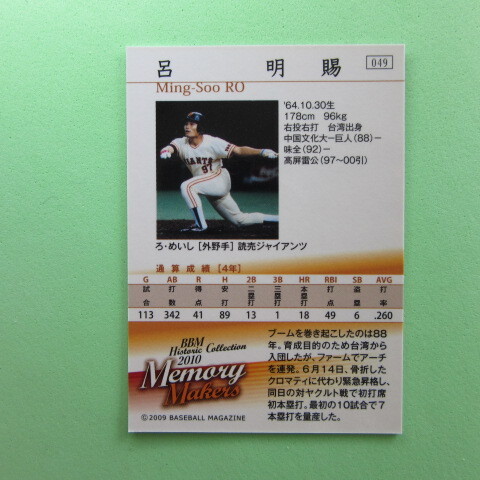 呂 明 賜 049
Ming-Soo RO
'64.10.30生
178cm 96kg
右投右打 台湾出身
中国文化大－巨人(88)－
味全(92)－
高屏雷公(97〜00引)
GIANTS
97
ろ・めいし［外野手］読売ジャイアンツ
通算成績［4年］
G AB R H 2B 3B HR RBI SB AVG
試合 打数 得点 安打 二塁打 三塁打 本塁打 打点 盗塁 打率
113 342 41 89 13 1 18 49 6 .260
BBM
Historic Collection
2010
Memory
Makers
©2009 BASEBALL MAGAZINE
ブームを巻き起こしたのは88
年。育成目的のため台湾から
入団したが、ファームでアーチ
を連発。6月14日、骨折した
クロマティに代わり緊急昇格し、
同日の対ヤクルト戦で初打席
初本塁打。最初の10試合で7
本塁打を量産した。